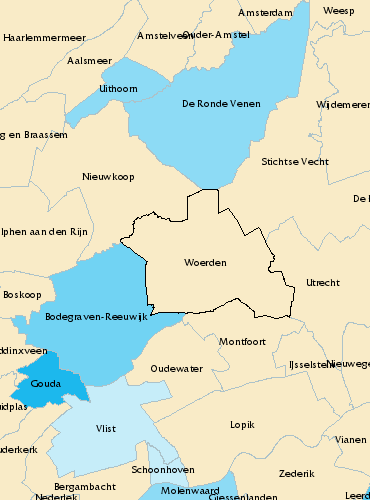 Weesp
Amsterdam
Haarlemmermeer
Amstelveen
Ouder-Amstel
Aalsmeer
Uithoorn
De Ronde Venen
Wijdemeren
g en Braassem
Stichtse Vecht
Nieuwkoop
De
lphen aan den Rijn
Woerden
Utrecht
Boskoop
Bodegraven-Reeuwijk
Montfoort
ddinxveen
IJsselstein
Nieuwege
Oudewater
Gouda
uidplas
Vlist
Lopik
Vianen
uderkerk
Schoonhoven
Zederik
Bergambacht
Molenwaard
Nederlek
Giessenlanden
Leerd